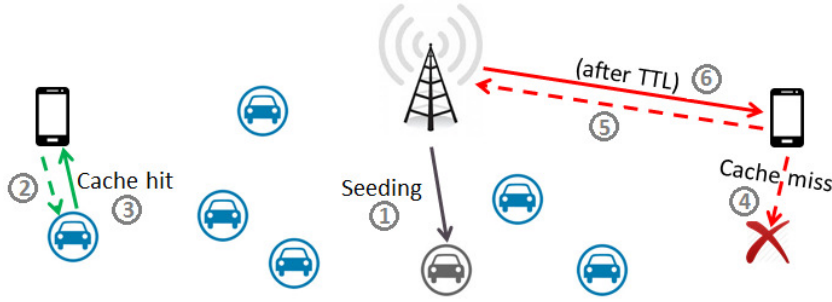 (after TTL) ⑥
⑤
② Cache hit
③
Seeding
①
Cache miss
④